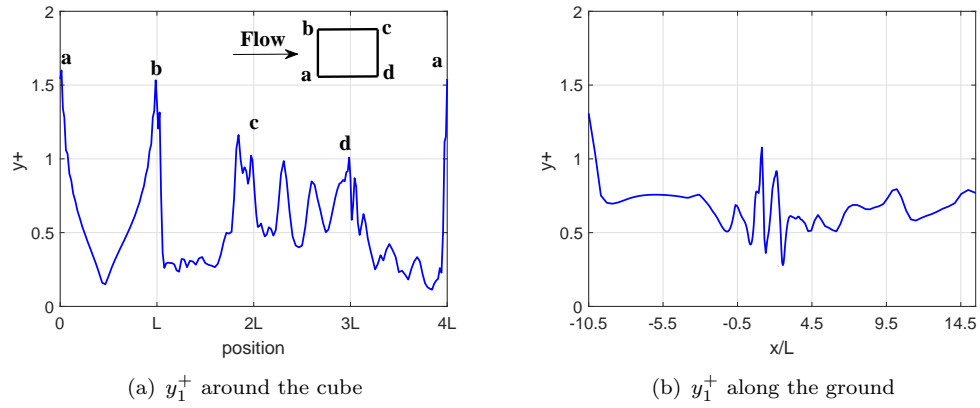 2
1.5
1
0.5
0
y+
a
b
c
d
a
Flow
b
c
a
d
0
L
2L
3L
4L
position
(a) y₁⁺ around the cube
2
1.5
1
0.5
0
y+
-10.5
-5.5
-0.5
4.5
9.5
14.5
x/L
(b) y₁⁺ along the ground